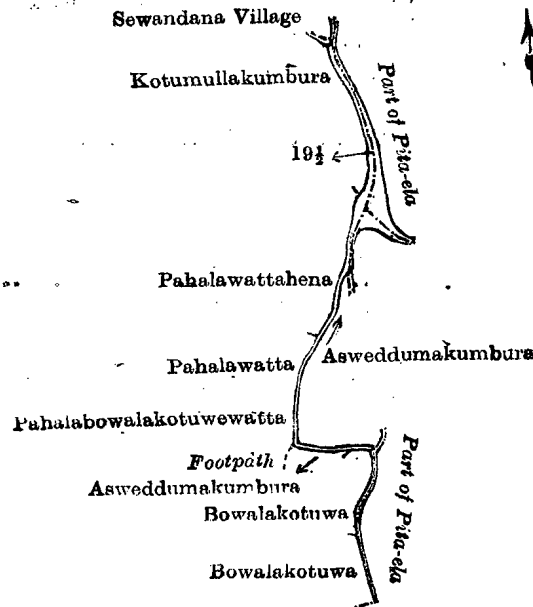 Sewandana Village
Kotumullakumbura
Part of Pita-ela
19½
Pahalawattahena
Asweddumakumbura
Pahalawatta
Pahalabowalakotuwewatta
Footpath
Asweddumakumbura
Part of Pita-ela
Bowalakotuwa
Bowalakotuwa